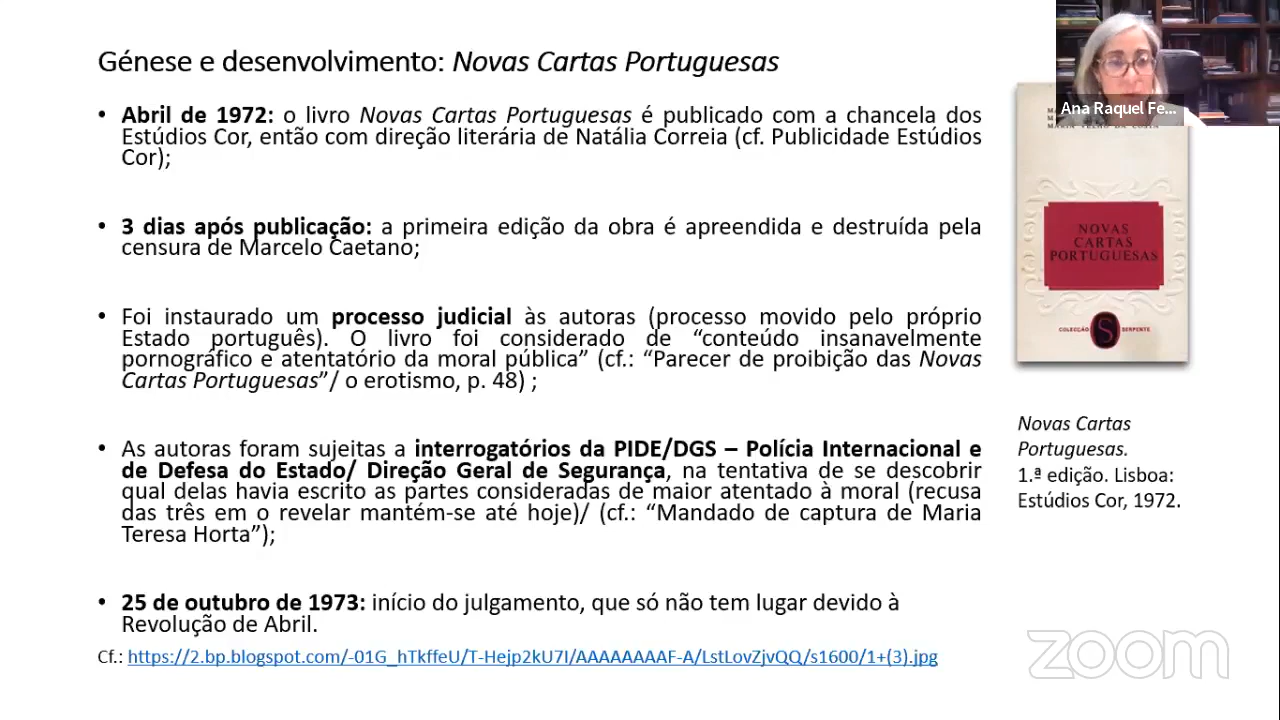 Génese e desenvolvimento: Novas Cartas Portuguesas
• Abril de 1972: o livro Novas Cartas Portuguesas é publicado com a chancela dos
Estúdios Cor, então com direção literária de Natália Correia (cf. Publicidade Estúdios
Cor);
• 3 dias após publicação: a primeira edição da obra é apreendida e destruída pela
censura de Marcelo Caetano;
• Foi instaurado um processo judicial às autoras (processo movido pelo próprio
Estado português). O livro foi considerado de “conteúdo insanavelmente
pornográfico e atentatório da moral pública” (cf.: “Parecer de proibição das Novas
Cartas Portuguesas”/ o erotismo, p. 48) ;
• As autoras foram sujeitas a interrogatórios da PIDE/DGS – Polícia Internacional e
de Defesa do Estado/ Direção Geral de Segurança, na tentativa de se descobrir
qual delas havia escrito as partes consideradas de maior atentado à moral (recusa
das três em o revelar mantém-se até hoje)/ (cf.: “Mandado de captura de Maria
Teresa Horta”);
• 25 de outubro de 1973: início do julgamento, que só não tem lugar devido à
Revolução de Abril.
Cf.: https://2.bp.blogspot.com/-01G_hTkffeU/T-Hejp2kU7I/AAAAAAAAF-A/LstLovZjvQQ/s1600/1+(3).jpg
Ana Raquel Fe...
NOVAS
CARTAS
PORTUGUESAS
COLECÇÃO S SERPENTE
Novas Cartas
Portuguesas.
1.ª edição. Lisboa:
Estúdios Cor, 1972.
zoom